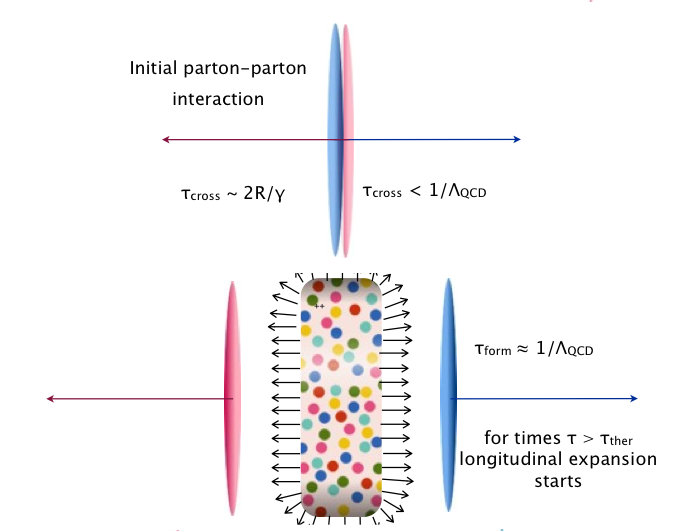 Initial parton-parton
interaction
τcross ~ 2R/γ
τcross < 1/ΛQCD
++
τform ≈ 1/ΛQCD
for times τ > τther
longitudinal expansion
starts